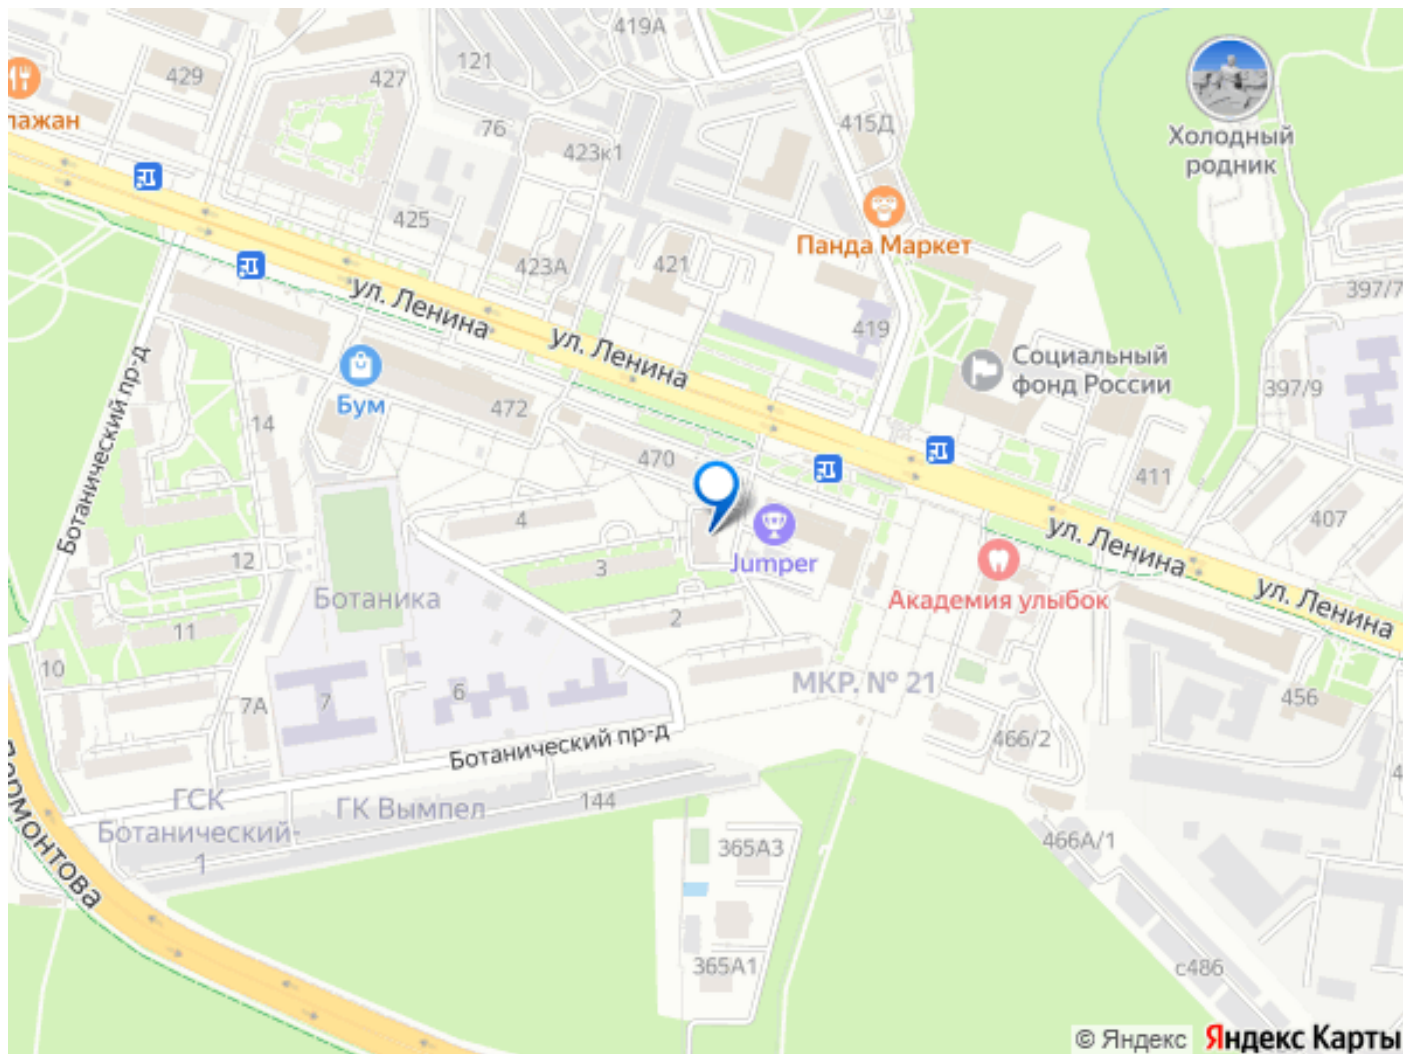 419А
429
427
121
лажан
76
423к1
415Д
Холодный
родник
425
423А
421
Панда Маркет
419
397/7
ул. Ленина
ул. Ленина
Социальный
фонд России
397/9
Ботанический пр-д
Бум
472
14
470
411
407
4
Jumper
ул. Ленина
ул. Ленина
12
3
Академия улыбок
Ботаника
2
11
10
7А
7
6
МКР. № 21
456
466/2
Ботанический пр-д
ГСК
Ботанический-
1
ГК Вымпел
144
Лермонтова
365А3
466А/1
4
365А1
с486
© Яндекс Яндекс Карты